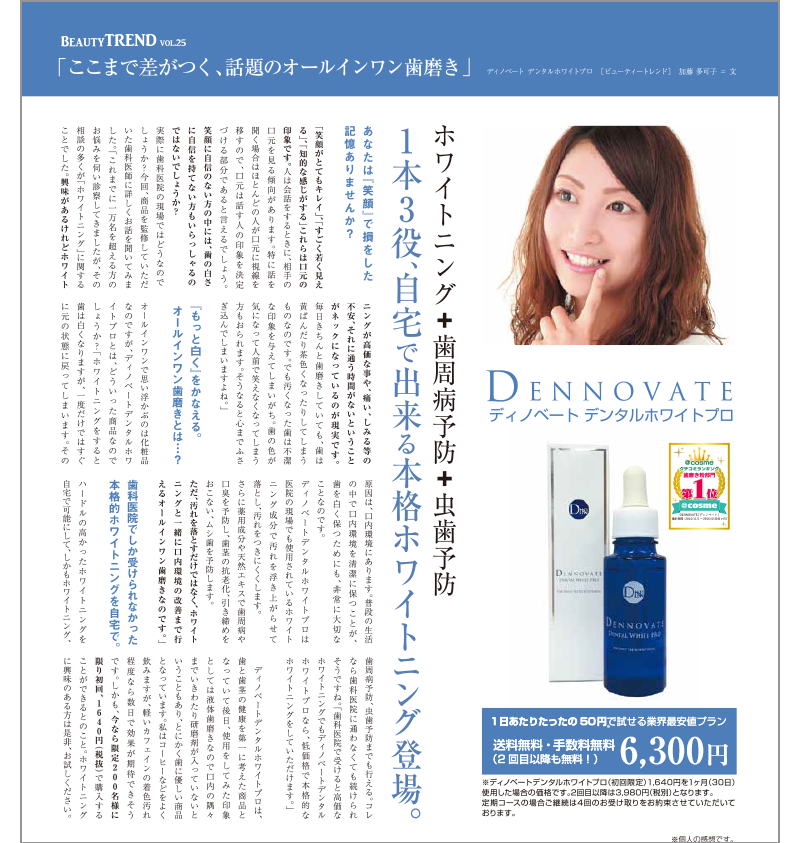 BEAUTYTREND VOL.25
「ここまで差がつく、話題のオールインワン歯磨き」
ディノベート デンタルホワイトプロ [ビューティートレンド] 加藤 多可子 = 文
ホワイトニング+歯周病予防+虫歯予防
1本3役、自宅で出来る本格ホワイトニング登場。
あなたは『笑顔』で損をした
記憶ありませんか?
「笑顔がとてもキレイ」、「すごく若く見え
る」、「知的な感じがする」これらは口元の
印象です。人は会話をするときに、相手の
口元を見る傾向があります。特に話を
聞く場合はほとんどの人が口元に視線を
移すので、口元は話す人の印象を決定
づける部分であると言えるでしょう。
笑顔に自信のない方の中には、歯の白さ
に自信を持てない方もいらっしゃるの
ではないでしょうか?
実際に歯科医院の現場ではどうなので
しょうか?今回、商品を監修していただ
いた歯科医師に詳しくお話を聞いてみま
した。「これまでに一万名を超える方の
お悩みを伺い診察してきましたが、その
相談の多くが「ホワイトニング」に関する
ことでした。興味があるけれどホワイト
ニングが高価な事や、痛い、しみる等の
不安、それに通う時間がないということ
がネックになっているのが現実です。
毎日きちんと歯磨きしていても、歯は
黄ばんだり茶色くなったりしてしまう
ものなのです。でも汚くなった歯は不潔
な印象を与えてしまいがち。歯の色が
気になって人前で笑えなくなってしまう
方もおられます。そうなると心までふさ
ぎ込んでしまいますよね。」
『もっと白く』をかなえる。
オールインワン歯磨きとは…?
オールインワンで思い浮かぶのは化粧品
なのですが、ディノベートデンタルホワ
イトプロとは、どういった商品なので
しょうか?「ホワイトニングをすると
歯は白くなりますが、一度だけではすぐ
に元の状態に戻ってしまいます。その
原因は、口内環境にあります。普段の生活
の中で口内環境を清潔に保つことが、
歯を白く保つためにも、非常に大切な
ことなのです。
ディノベートデンタルホワイトプロは
医院の現場でも使用されているホワイト
ニング成分で汚れを浮き上がらせて
落とし、汚れをつきにくくします。
さらに薬用成分や天然エキスで歯周病や
口臭を予防し、歯茎の抗老化、引き締めを
おこない、ムシ歯を予防します。
ただ、汚れを落とすだけではなく、ホワイト
ニングと一緒に口内環境の改善まで行
えるオールインワン歯磨きなのです。」
歯科医院でしか受けられなかった
本格的ホワイトニングを自宅で。
ハードルの高かったホワイトニングを
自宅で可能にして、しかもホワイトニング、
歯周病予防、虫歯予防までも行える。コレ
なら歯科医院に通わなくても続けられ
そうですね。「歯科医院で受けると高価な
ホワイトニングでもディノベートデンタル
ホワイトプロなら、低価格で本格的な
ホワイトニングをしていただけます。」
ディノベートデンタルホワイトプロは、
歯と歯茎の健康を第一に考えた商品と
なっていて後日、使用をしてみた印象
としては液体歯磨きなので口内の隅々
までいきわたり研磨剤が入っていないと
いうこともあり、とにかく歯に優しい商品
となっています。私はコーヒーなどをよく
飲みますが、軽いカフェインの着色汚れ
程度なら数日で効果が期待できそう
です。しかも、今なら限定200名様に
限り初回、1640円(税抜)で購入する
ことができるとのこと。ホワイトニング
に興味のある方は是非、お試しください。
DENNOVATE
ディノベート デンタルホワイトプロ
@cosme
クチコミランキング
歯磨き粉部門
第1位
@cosme
DENNOVATE
DENTAL WHITE PRO
DENNOVATE
DENTAL WHITE PRO
1日あたりたったの50円で試せる業界最安値プラン
送料無料・手数料無料
(2回目以降も無料!)
6,300円
※ディノベートデンタルホワイトプロ(初回限定)1,640円を1ヶ月(30日)
使用した場合の価格です。2回目以降は3,980円(税別)となります。
定期コースの場合ご継続は4回のお受け取りをお約束させていただいて
おります。
※個人の感想です。